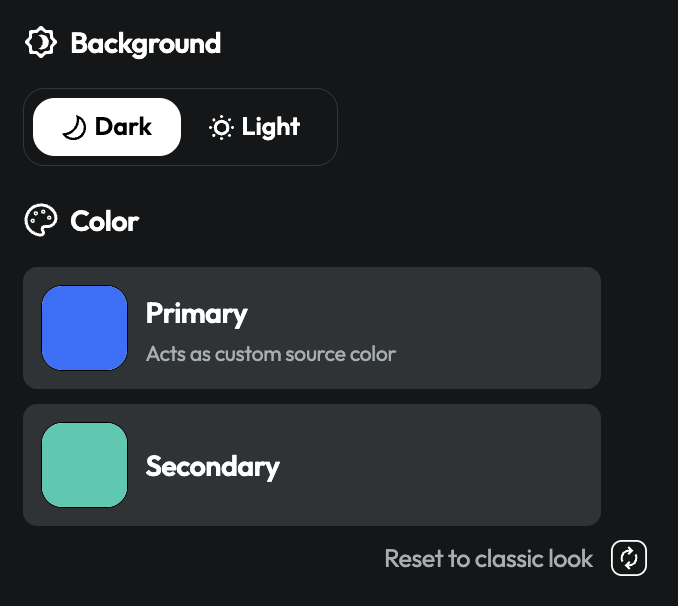 Background
Dark
Light
Color
Primary
Acts as custom source color
Secondary
Reset to classic look